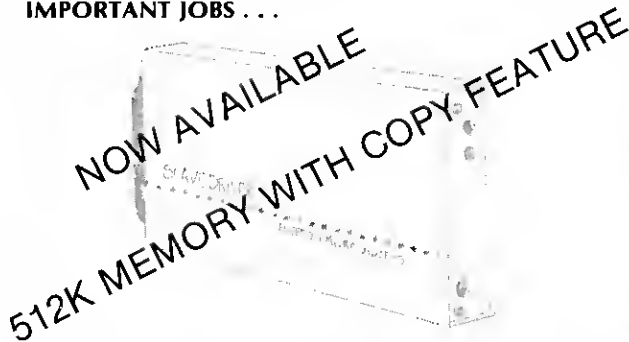 IMPORTANT JOBS . . .
NOW AVAILABLE
512K MEMORY WITH COPY FEATURE